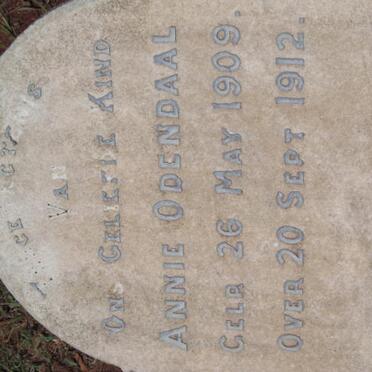 VAN
ONS GELIEFDE KIND
ANNIE ODENDAAL
GEB. 26 MAY 1909.
OVER 20 SEPT 1912.